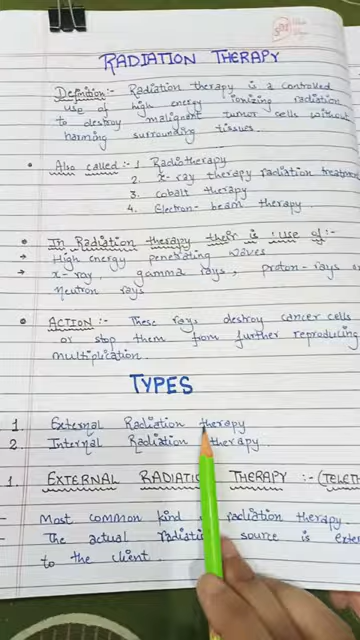 RADIATION THERAPY
Definition:- Radiation therapy is a controlled
use of high energy ionizing radiation
to destroy malignant tumor cells without
harming surrounding tissues.
• Also called:- 1. Radiotherapy
2. X-ray therapy radiation treatment
3. cobalt therapy
4. Electron-beam therapy.
• In Radiation therapy their is use of:-
→ High energy penetrating waves
→ x-ray, gamma rays, proton-rays or
neutron rays
• ACTION:- These rays destroy cancer cells
or stop them from further reproducing
multiplication.
TYPES
1. External Radiation therapy
2. Internal Radiation therapy.
1. EXTERNAL RADIATION THERAPY :- (TELETH
- Most common kind radiation therapy.
- The actual radiation source is exte
to the client.